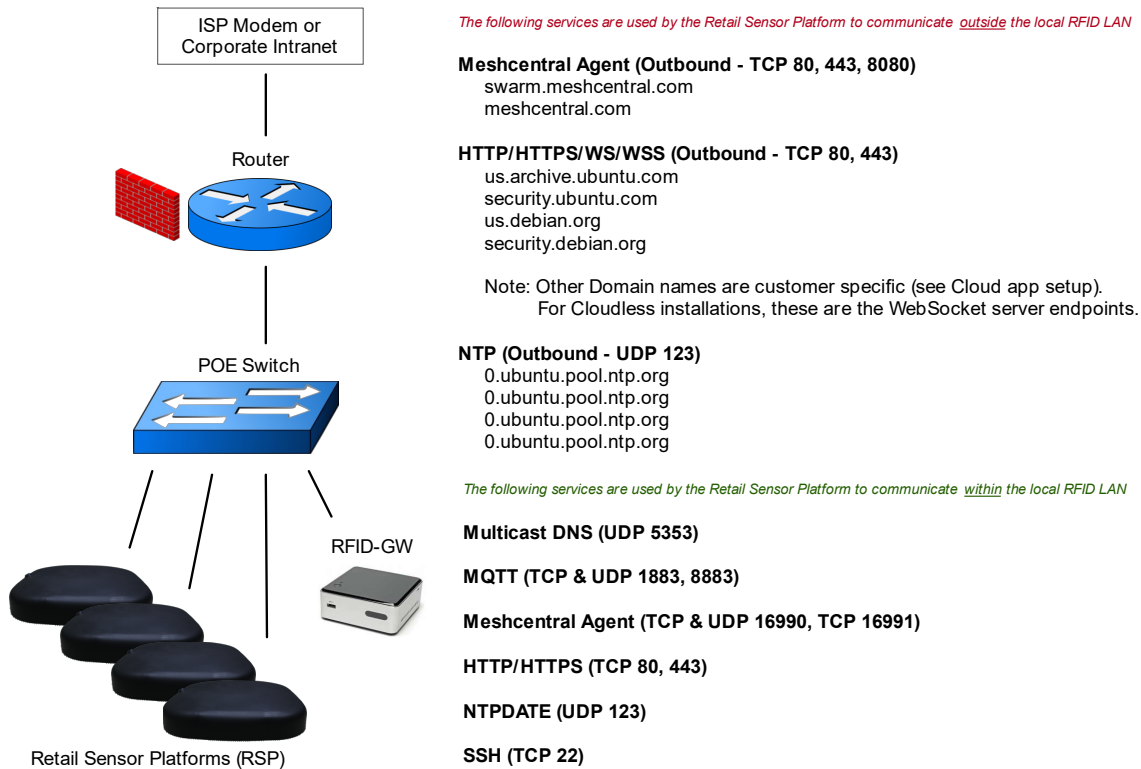 ISP Modem or
Corporate Intranet
Router
POE Switch
RFID-GW
Retail Sensor Platforms (RSP)
The following services are used by the Retail Sensor Platform to communicate outside the local RFID LAN
Meshcentral Agent (Outbound - TCP 80, 443, 8080)
swarm.meshcentral.com
meshcentral.com
HTTP/HTTPS/WS/WSS (Outbound - TCP 80, 443)
us.archive.ubuntu.com
security.ubuntu.com
us.debian.org
security.debian.org
Note: Other Domain names are customer specific (see Cloud app setup).
For Cloudless installations, these are the WebSocket server endpoints.
NTP (Outbound - UDP 123)
0.ubuntu.pool.ntp.org
0.ubuntu.pool.ntp.org
0.ubuntu.pool.ntp.org
0.ubuntu.pool.ntp.org
The following services are used by the Retail Sensor Platform to communicate within the local RFID LAN
Multicast DNS (UDP 5353)
MQTT (TCP & UDP 1883, 8883)
Meshcentral Agent (TCP & UDP 16990, TCP 16991)
HTTP/HTTPS (TCP 80, 443)
NTPDATE (UDP 123)
SSH (TCP 22)